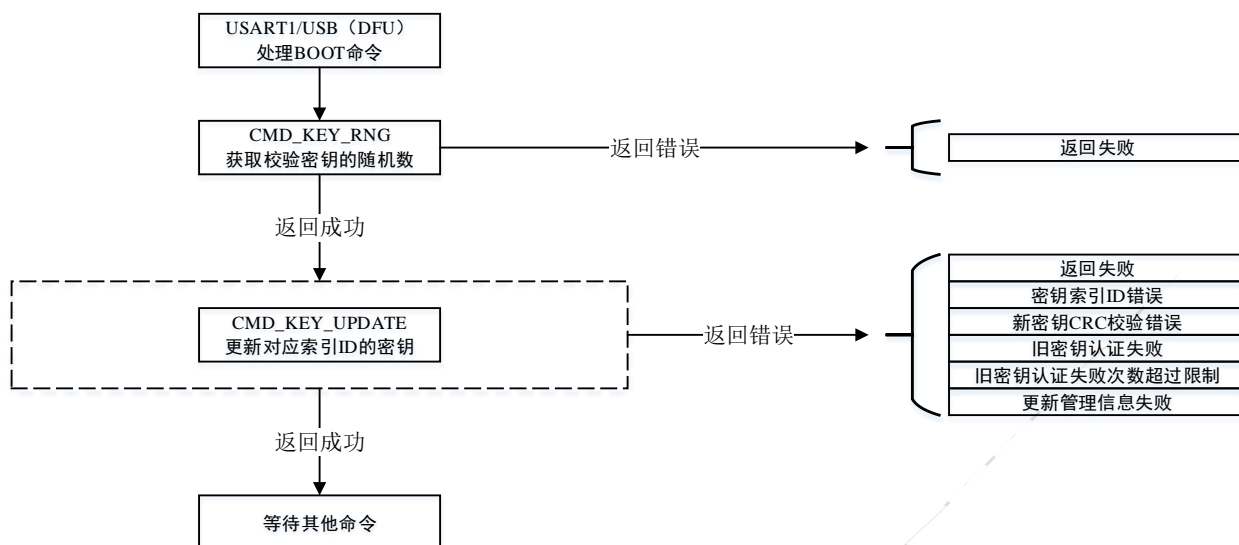 USART1/USB（DFU）
处理BOOT命令
CMD_KEY_RNG
获取校验密钥的随机数
返回错误
返回失败
返回成功
CMD_KEY_UPDATE
更新对应索引ID的密钥
返回错误
返回失败
密钥索引ID错误
新密钥CRC校验错误
旧密钥认证失败
旧密钥认证失败次数超过限制
更新管理信息失败
返回成功
等待其他命令